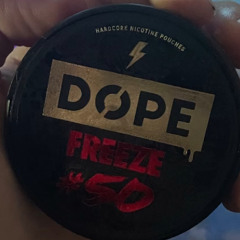 HARDCORE NICOTINE POUCHES
DOPE
FREEZE
#50